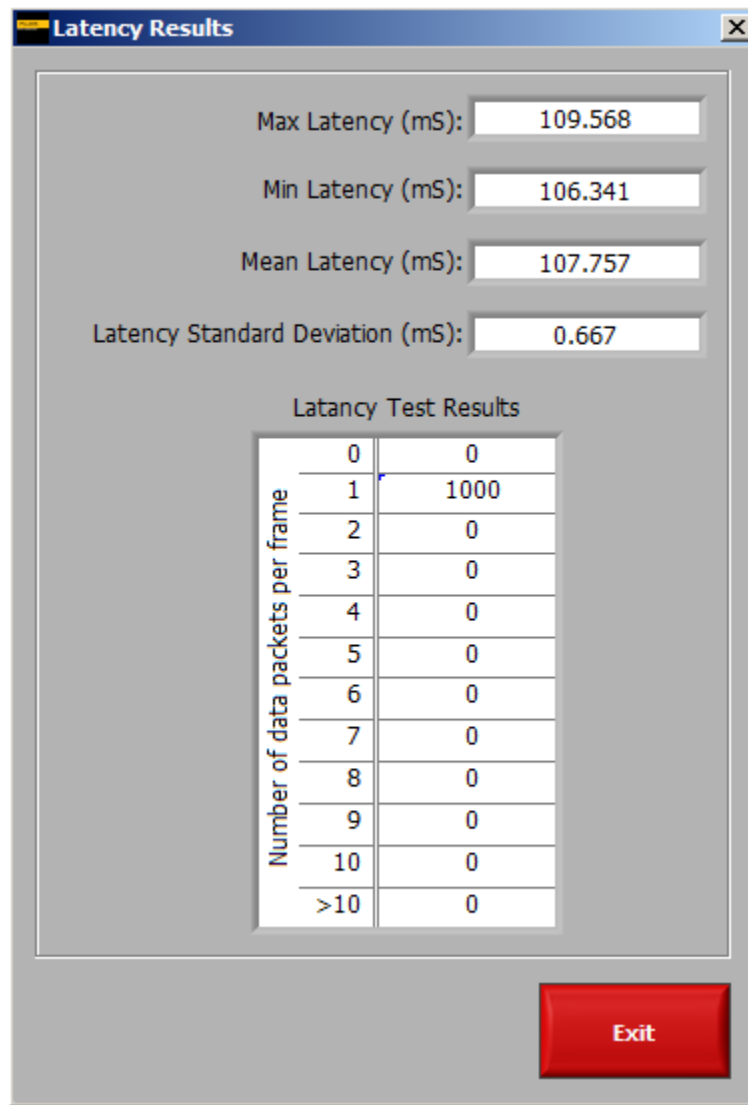 Latency Results
Max Latency (mS): 109.568
Min Latency (mS): 106.341
Mean Latency (mS): 107.757
Latency Standard Deviation (mS): 0.667
Latancy Test Results
Number of data packets per frame
0 0
1 1000
2 0
3 0
4 0
5 0
6 0
7 0
8 0
9 0
10 0
>10 0
Exit